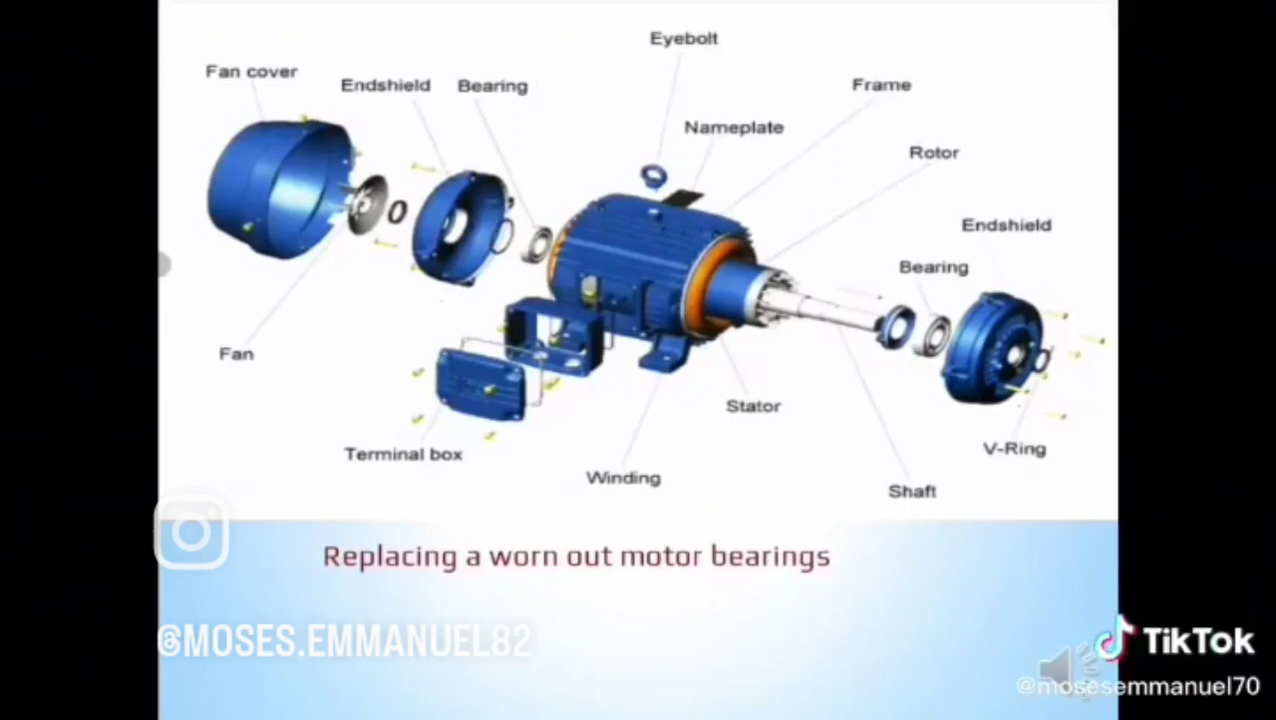 Eyebolt
Fan cover
Endshield
Bearing
Frame
Nameplate
Rotor
Endshield
Bearing
Fan
Stator
Terminal box
Winding
V-Ring
Shaft
Replacing a worn out motor bearings
@MOSES.EMMANUEL82
TikTok
@mosesemmanuel70